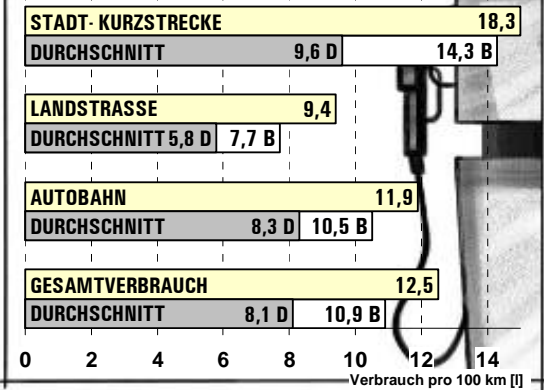 STADT- KURZSTRECKE 18,3
DURCHSCHNITT 9,6 D 14,3 B
LANDSTRASSE 9,4
DURCHSCHNITT 5,8 D 7,7 B
AUTOBAHN 11,9
DURCHSCHNITT 8,3 D 10,5 B
GESAMTVERBRAUCH 12,5
DURCHSCHNITT 8,1 D 10,9 B
0 2 4 6 8 10 12 14
Verbrauch pro 100 km [l]